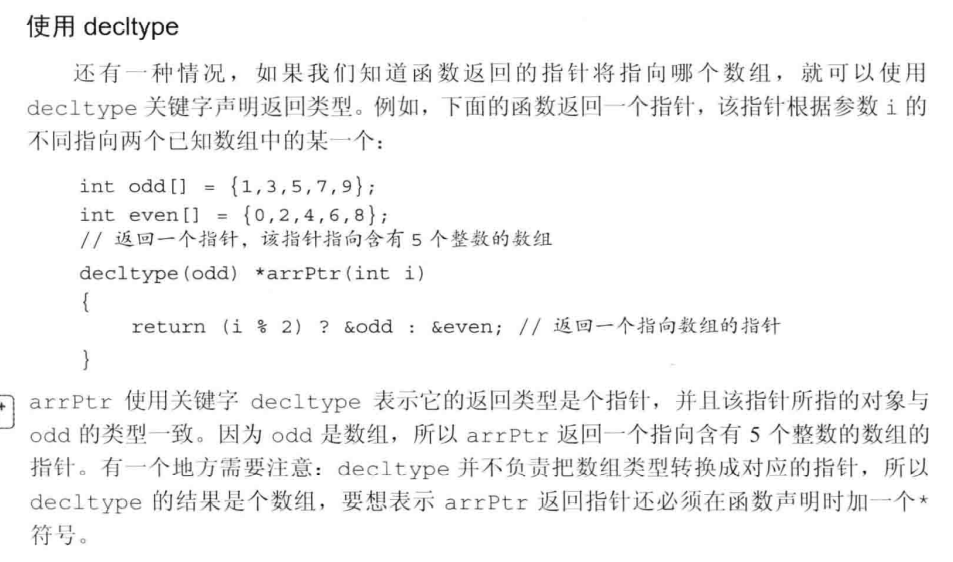 使用 decltype
还有一种情况，如果我们知道函数返回的指针将指向哪个数组，就可以使用
decltype 关键字声明返回类型。例如，下面的函数返回一个指针，该指针根据参数 i 的
不同指向两个已知数组中的某一个：
int odd[] = {1,3,5,7,9};
int even[] = {0,2,4,6,8};
// 返回一个指针，该指针指向含有 5 个整数的数组
decltype(odd) *arrPtr(int i)
{
return (i % 2) ? &odd : &even; // 返回一个指向数组的指针
}
arrPtr 使用关键字 decltype 表示它的返回类型是个指针，并且该指针所指的对象与
odd 的类型一致。因为 odd 是数组，所以 arrPtr 返回一个指向含有 5 个整数的数组的
指针。有一个地方需要注意：decltype 并不负责把数组类型转换成对应的指针，所以
decltype 的结果是个数组，要想表示 arrPtr 返回指针还必须在函数声明时加一个*
符号。